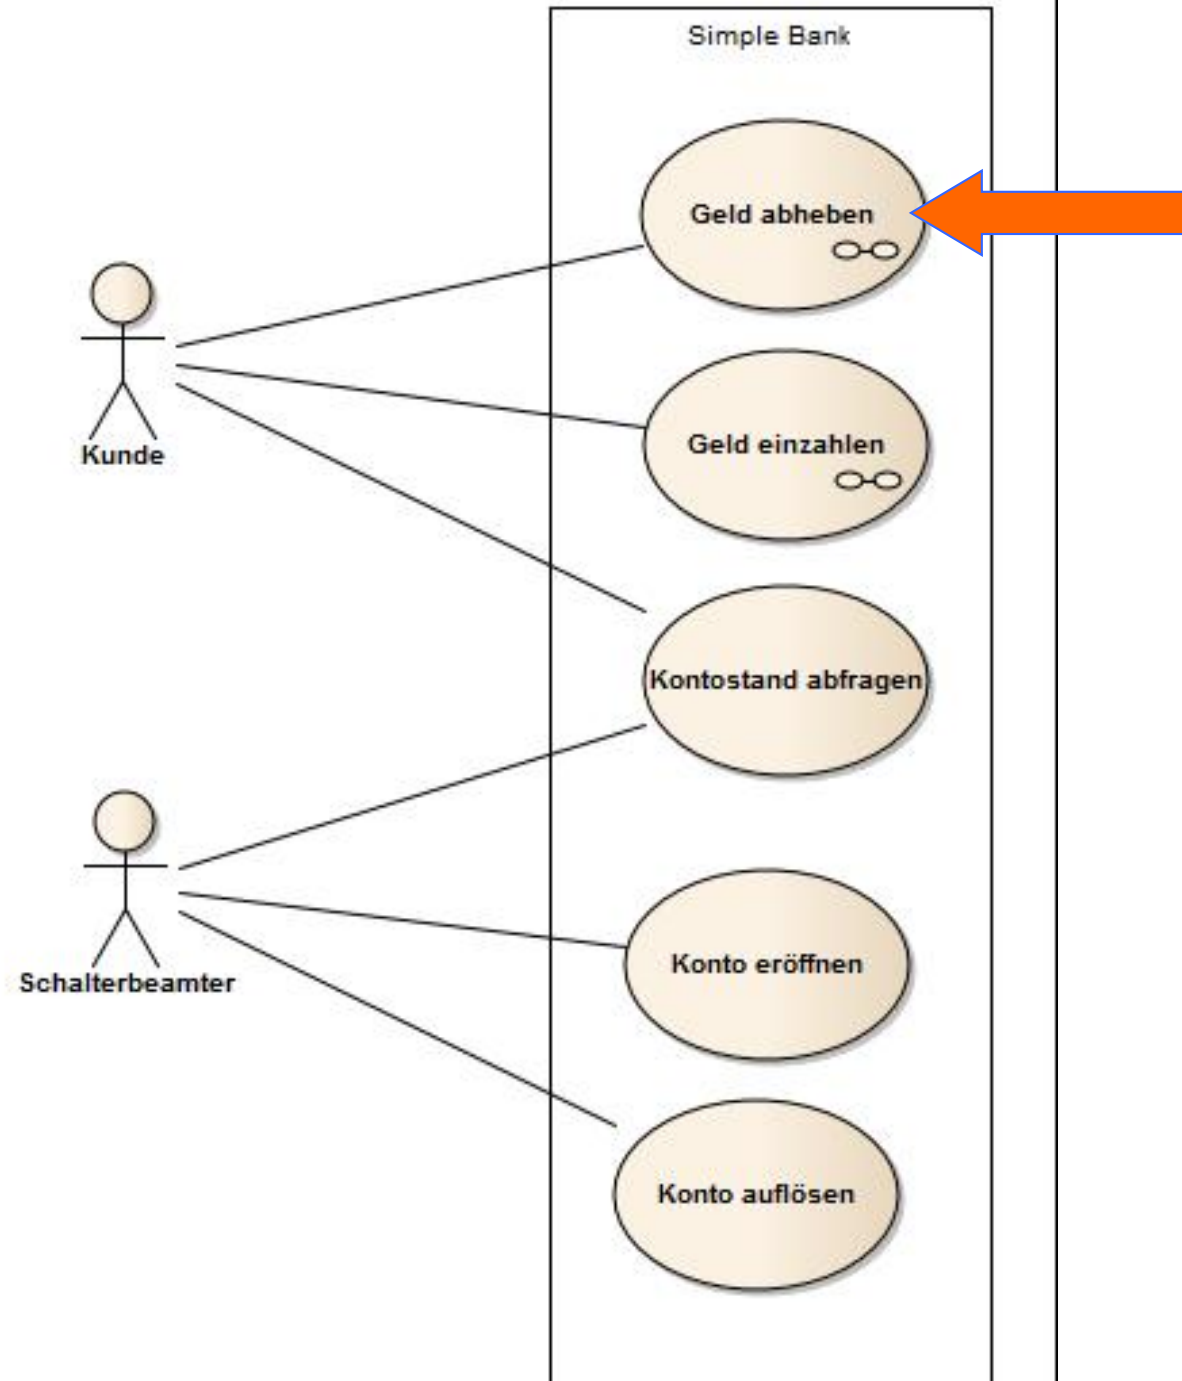 Simple Bank
Geld abheben
Kunde
Geld einzahlen
Kontostand abfragen
Schalterbeamter
Konto eröffnen
Konto auflösen